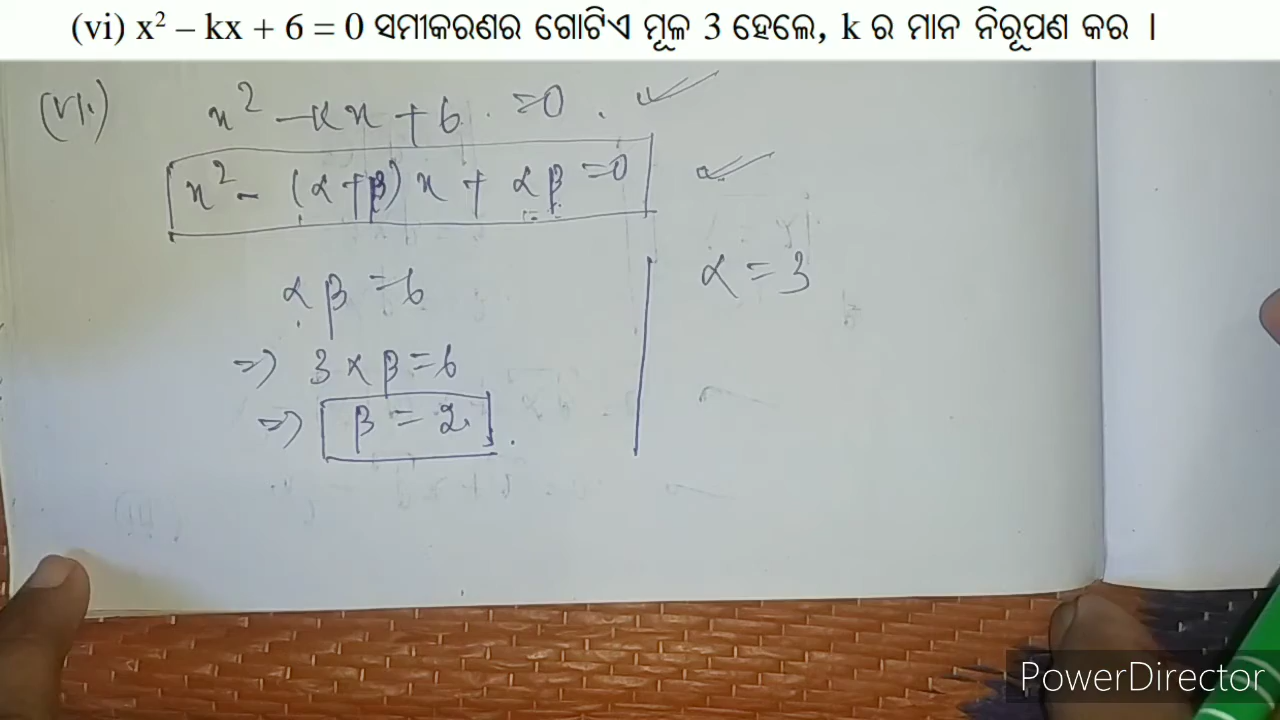 (vi) x² – kx + 6 = 0 ସମୀକରଣର ଗୋଟିଏ ମୂଳ 3 ହେଲେ, k ର ମାନ ନିରୂପଣ କର ।
(vi) x² – kx + 6 = 0 .
x² – (α + β) x + αβ = 0
αβ = 6
α = 3
=> 3 × β = 6
=> β = 2 .
PowerDirector